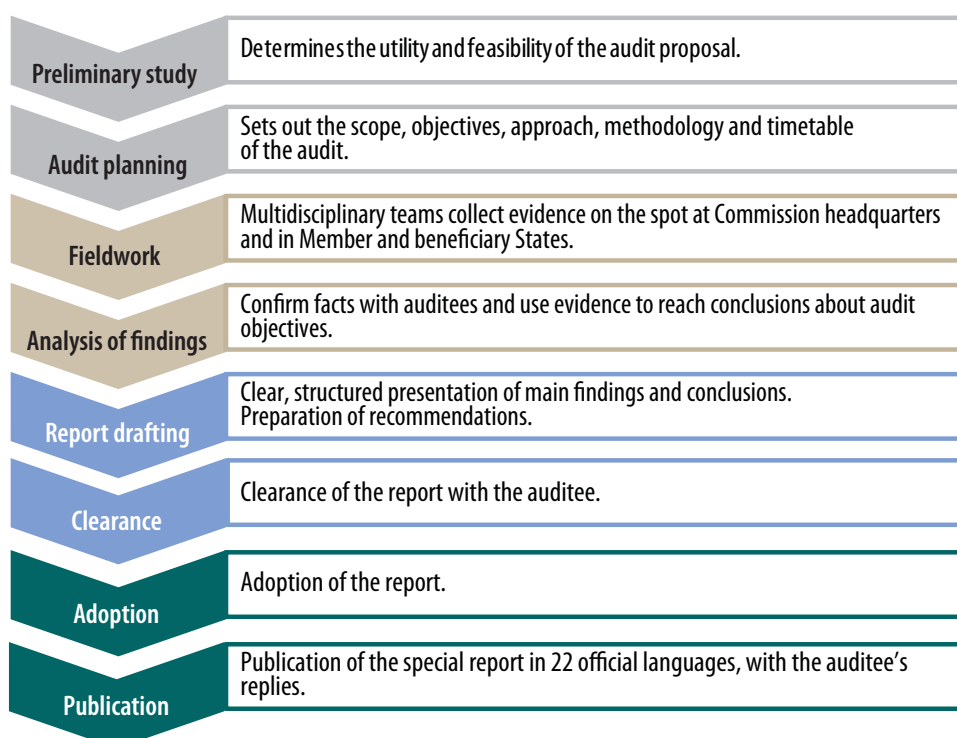 Preliminary study
Determines the utility and feasibility of the audit proposal.
Audit planning
Sets out the scope, objectives, approach, methodology and timetable
of the audit.
Fieldwork
Multidisciplinary teams collect evidence on the spot at Commission headquarters
and in Member and beneficiary States.
Analysis of findings
Confirm facts with auditees and use evidence to reach conclusions about audit
objectives.
Report drafting
Clear, structured presentation of main findings and conclusions.
Preparation of recommendations.
Clearance
Clearance of the report with the auditee.
Adoption
Adoption of the report.
Publication
Publication of the special report in 22 official languages, with the auditee’s
replies.